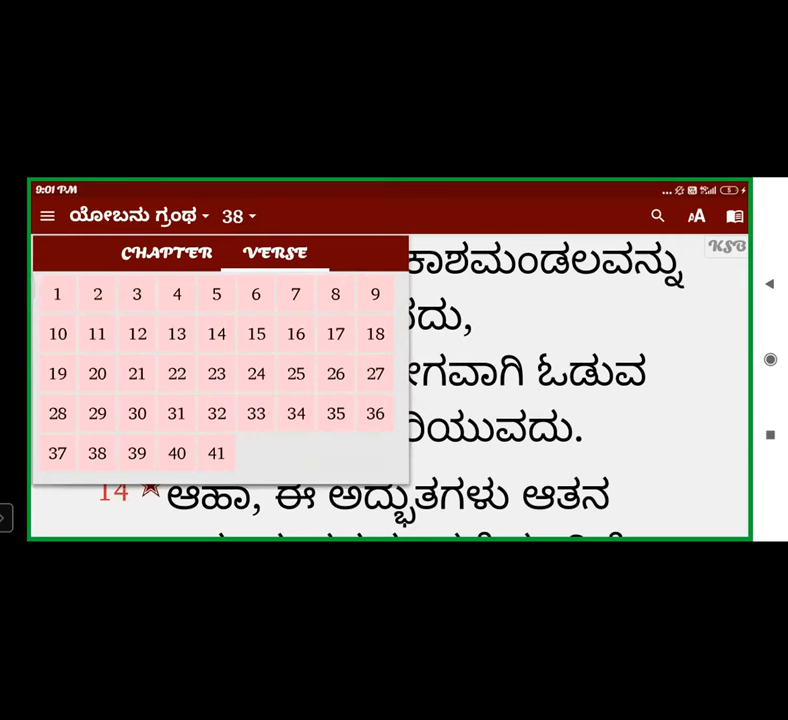 9:01 PM
ಯೋಬನು ಗ್ರಂಥ 38 AA
KSB
CHAPTER VERSE
1 2 3 4 5 6 7 8 9
10 11 12 13 14 15 16 17 18
19 20 21 22 23 24 25 26 27
28 29 30 31 32 33 34 35 36
37 38 39 40 41
ಕಾಶಮಂಡಲವನ್ನು
ದು,
ಗವಾಗಿ ಓಡುವ
ರಿಯುವದು.
14 ಆಹಾ, ಈ ಅದ್ಭುತಗಳು ಆತನ